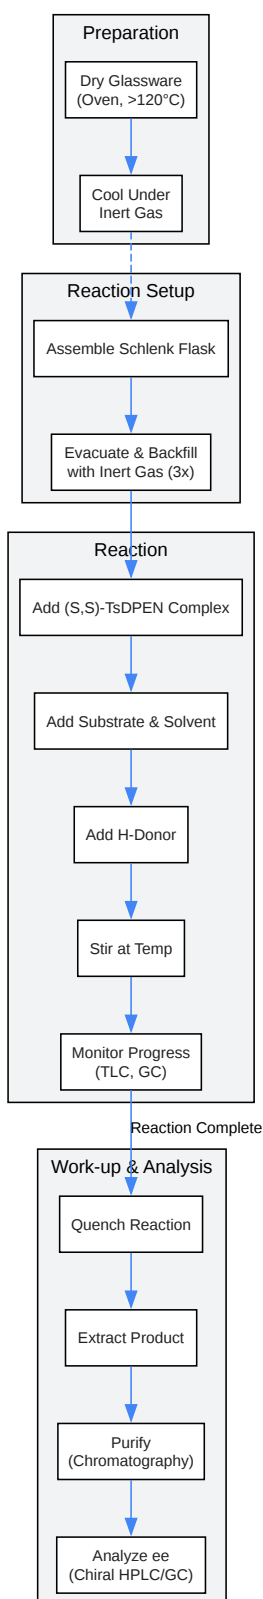 Preparation
Dry Glassware
(Oven, >120°C)
Cool Under
Inert Gas
Reaction Setup
Assemble Schlenk Flask
Evacuate & Backfill
with Inert Gas (3x)
Reaction
Add (S,S)-TsDPEN Complex
Add Substrate & Solvent
Add H-Donor
Stir at Temp
Monitor Progress
(TLC, GC)
Reaction Complete
Work-up & Analysis
Quench Reaction
Extract Product
Purify
(Chromatography)
Analyze ee
(Chiral HPLC/GC)